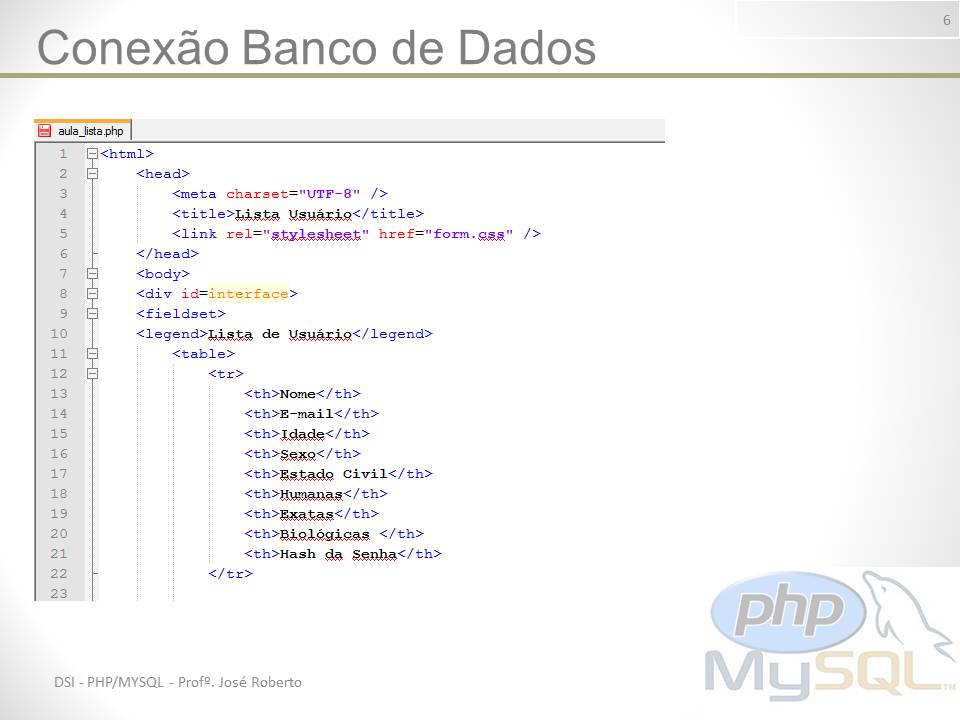 6
Conexão Banco de Dados
aula_lista.php
1 <html>
2 <head>
3 <meta charset="UTF-8" />
4 <title>Lista Usuário</title>
5 <link rel="stylesheet" href="form.css" />
6 </head>
7 <body>
8 <div id=interface>
9 <fieldset>
10 <legend>Lista de Usuário</legend>
11 <table>
12 <tr>
13 <th>Nome</th>
14 <th>E-mail</th>
15 <th>Idade</th>
16 <th>Sexo</th>
17 <th>Estado Civil</th>
18 <th>Humanas</th>
19 <th>Exatas</th>
20 <th>Biológicas </th>
21 <th>Hash da Senha</th>
22 </tr>
23
php
MySQL™
DSI - PHP/MYSQL - Profº. José Roberto